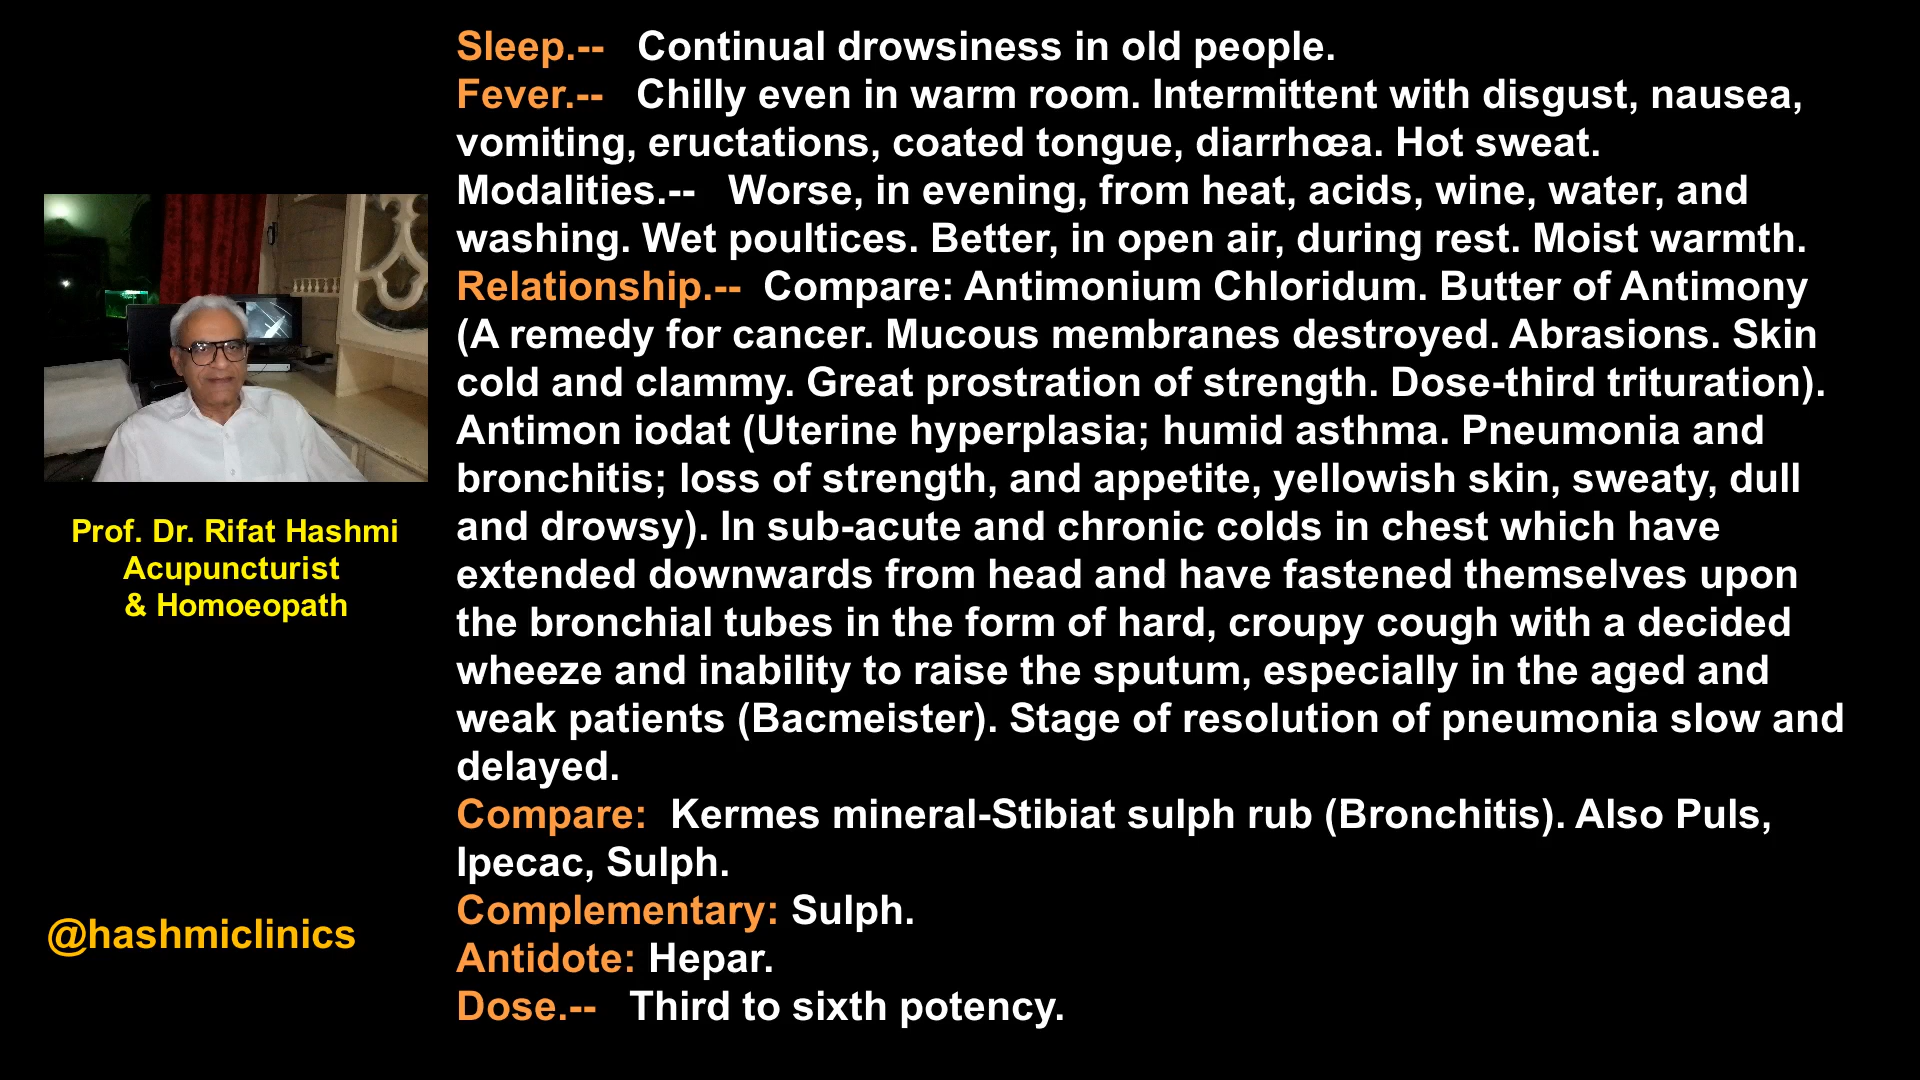 Sleep.-- Continual drowsiness in old people.
Fever.-- Chilly even in warm room. Intermittent with disgust, nausea,
vomiting, eructations, coated tongue, diarrhœa. Hot sweat.
Modalities.-- Worse, in evening, from heat, acids, wine, water, and
washing. Wet poultices. Better, in open air, during rest. Moist warmth.
Relationship.-- Compare: Antimonium Chloridum. Butter of Antimony
(A remedy for cancer. Mucous membranes destroyed. Abrasions. Skin
cold and clammy. Great prostration of strength. Dose-third trituration).
Antimon iodat (Uterine hyperplasia; humid asthma. Pneumonia and
bronchitis; loss of strength, and appetite, yellowish skin, sweaty, dull
and drowsy). In sub-acute and chronic colds in chest which have
extended downwards from head and have fastened themselves upon
the bronchial tubes in the form of hard, croupy cough with a decided
wheeze and inability to raise the sputum, especially in the aged and
weak patients (Bacmeister). Stage of resolution of pneumonia slow and
delayed.
Compare: Kermes mineral-Stibiat sulph rub (Bronchitis). Also Puls,
Ipecac, Sulph.
Complementary: Sulph.
Antidote: Hepar.
Dose.-- Third to sixth potency.
Prof. Dr. Rifat Hashmi
Acupuncturist
& Homoeopath
@hashmiclinics